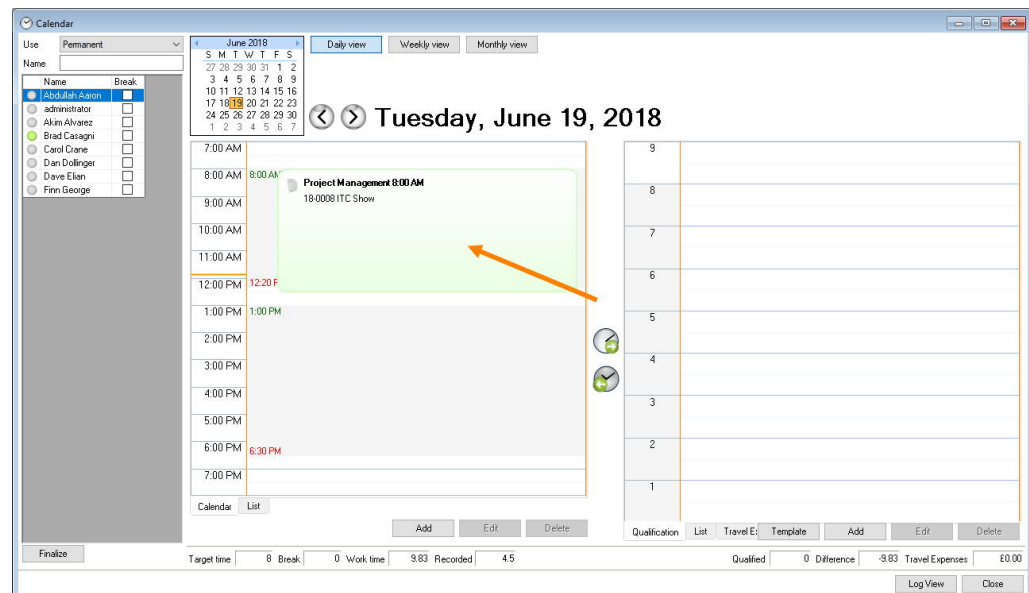 Calendar
Use Permanent
Name
Name Break
Abdullah Aaron
administrator
Akim Alvarez
Brad Casagni
Carol Crane
Dan Dollinger
Dave Elian
Finn George
June 2018
S M T W T F S
27 28 29 30 31 1 2
3 4 5 6 7 8 9
10 11 12 13 14 15 16
17 18 19 20 21 22 23
24 25 26 27 28 29 30
1 2 3 4 5 6 7
Daily view Weekly view Monthly view
Tuesday, June 19, 2018
7:00 AM
8:00 AM 8:00 AM
Project Management 8:00 AM
18-0008 ITC Show
9:00 AM
10:00 AM
11:00 AM
12:00 PM 12:20 P
1:00 PM 1:00 PM
2:00 PM
3:00 PM
4:00 PM
5:00 PM
6:00 PM 6:30 PM
7:00 PM
Calendar List
Add Edit Delete
9
8
7
6
5
4
3
2
1
Qualification List Travel E: Template Add Edit Delete
Finalize
Target time 8 Break 0 Work time 9.83 Recorded 4.5
Qualified 0 Difference -9.83 Travel Expenses £0.00
Log View Close